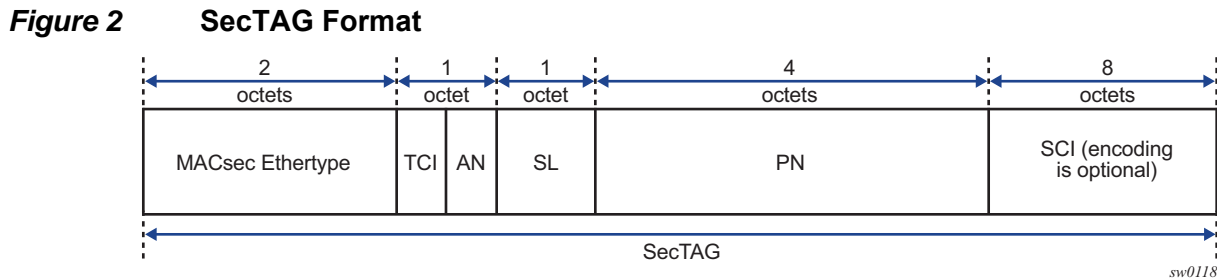 Figure 2 SecTAG Format
2 1 1 4 8
octets octet octet octets octets
MACsec Ethertype TCI AN SL PN SCI (encoding
is optional)
SecTAG
sw0118